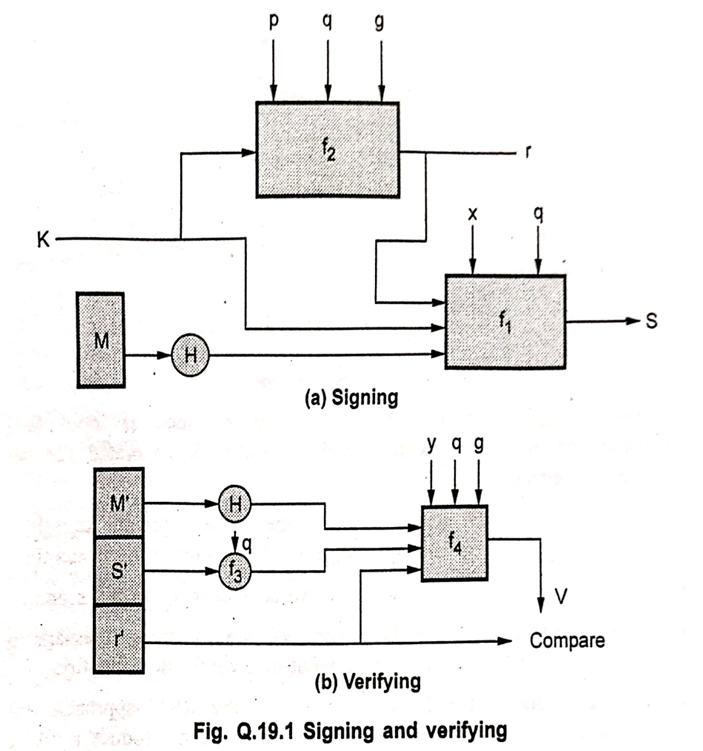 p q g
f2
r
K
x q
f1
S
M
H
(a) Signing
y q g
M'
H
q
f4
S'
f3
V
r'
Compare
(b) Verifying
Fig. Q.19.1 Signing and verifying